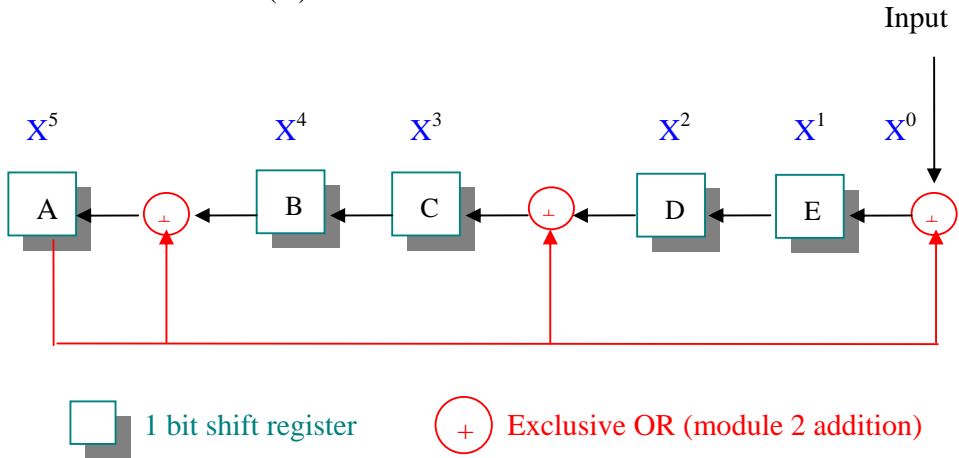 Input
X⁵ X⁴ X³ X² X¹ X⁰
A B C D E
+ + +
1 bit shift register
+ Exclusive OR (module 2 addition)